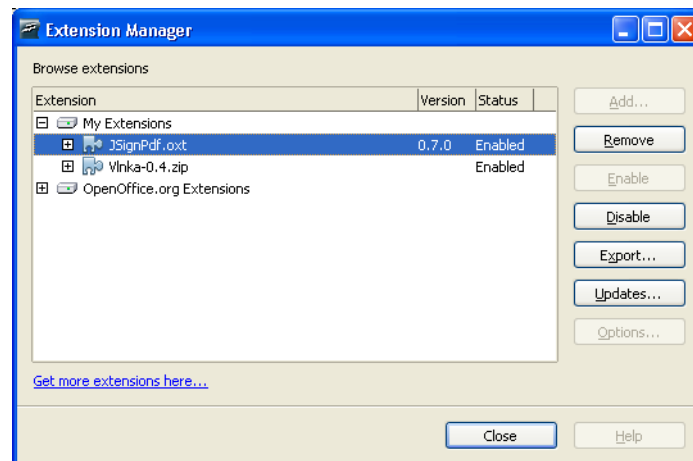 Extension Manager
Browse extensions
Extension Version Status
My Extensions
JSignPdf.oxt 0.7.0 Enabled
Vlnka-0.4.zip Enabled
OpenOffice.org Extensions
Add...
Remove
Enable
Disable
Export...
Updates...
Options...
Get more extensions here...
Close
Help